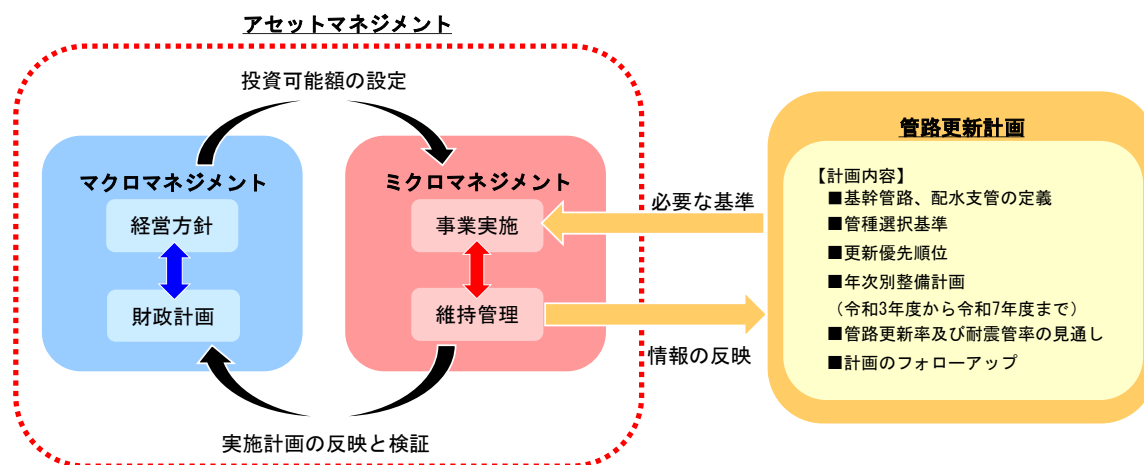 アセットマネジメント
投資可能額の設定
マクロマネジメント
経営方針
財政計画
ミクロマネジメント
事業実施
維持管理
実施計画の反映と検証
必要な基準
情報の反映
管路更新計画
【計画内容】
■基幹管路、配水支管の定義
■管種選択基準
■更新優先順位
■年次別整備計画
（令和3年度から令和7年度まで）
■管路更新率及び耐震管率の見通し
■計画のフォローアップ